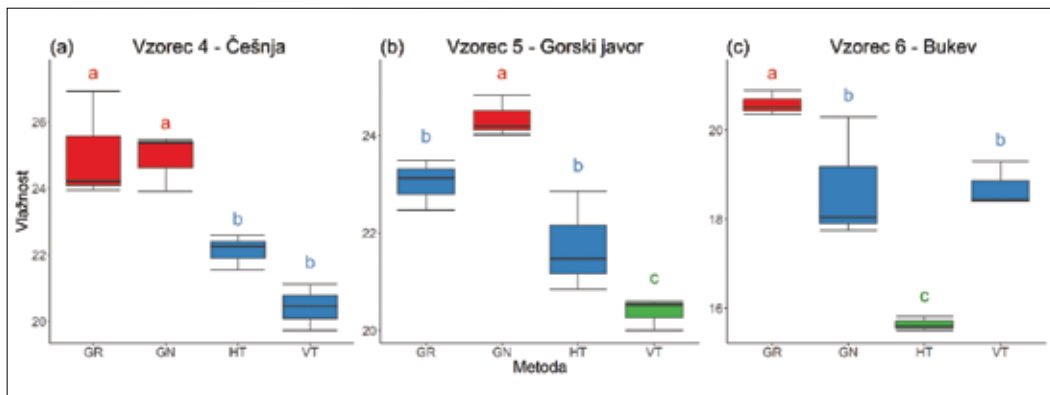 (a) Vzorec 4 - Češnja
(b) Vzorec 5 - Gorski javor
(c) Vzorec 6 - Bukev
Vlažnost
26
24
22
20
a
a
b
b
GR
GN
HT
VT
24
22
20
b
a
b
c
GR
GN
HT
VT
20
18
16
a
b
c
b
GR
GN
HT
VT
Metoda